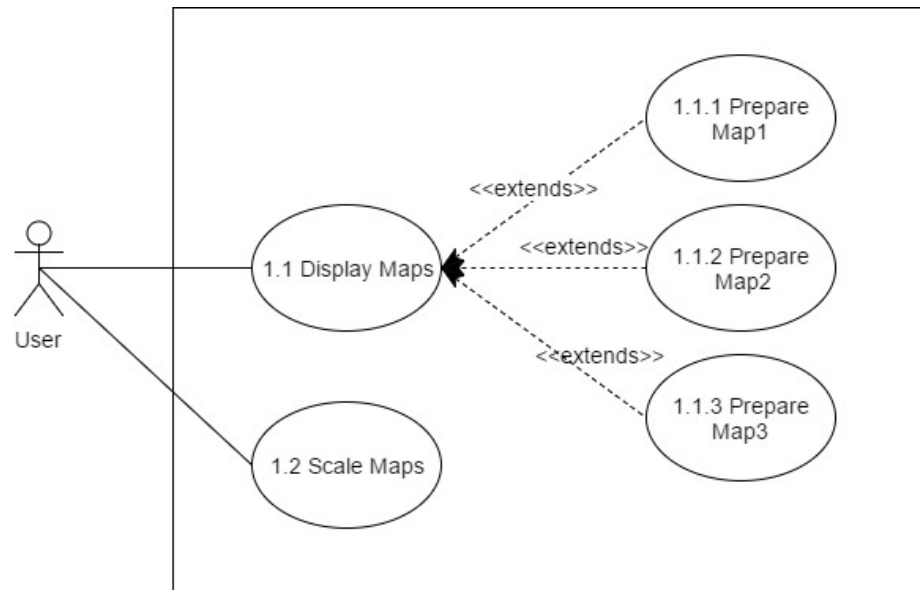 1.1.1 Prepare
Map1
<<extends>>
1.1 Display Maps
<<extends>>
1.1.2 Prepare
Map2
User
<<extends>>
1.1.3 Prepare
Map3
1.2 Scale Maps